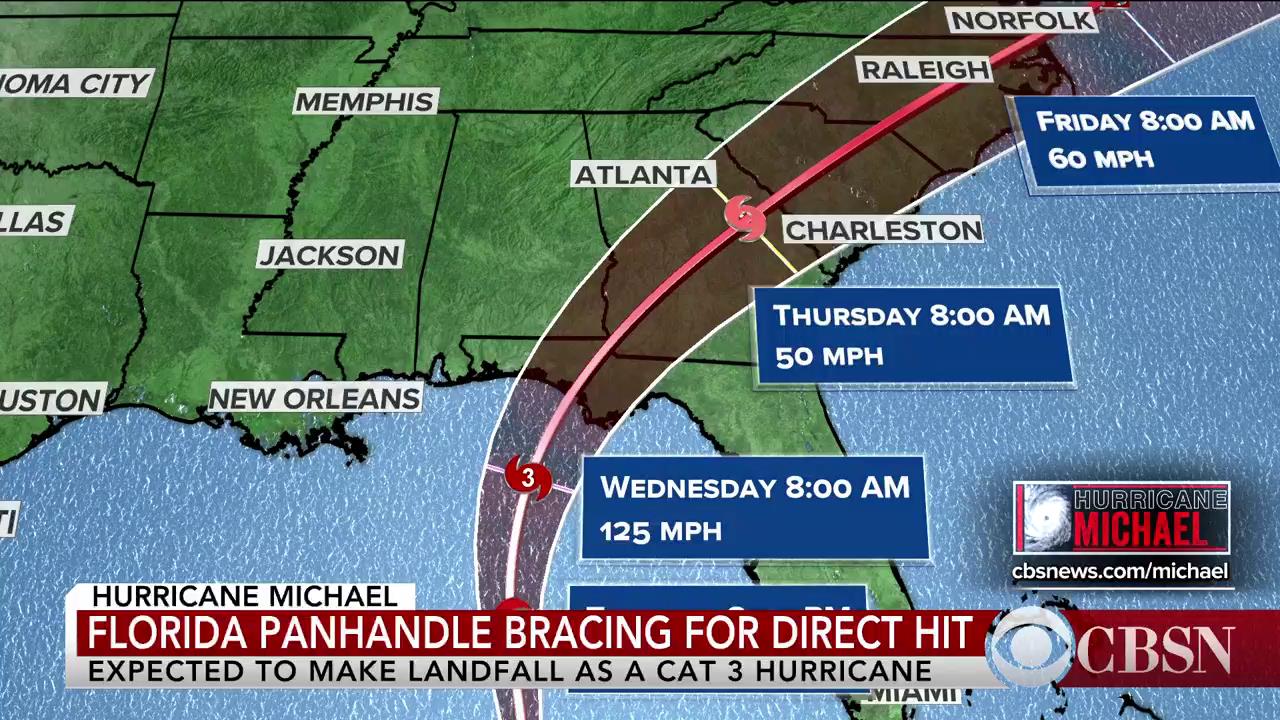 NORFOLK
RALEIGH
OMA CITY
MEMPHIS
FRIDAY 8:00 AM
60 MPH
ATLANTA
LLAS
CHARLESTON
JACKSON
THURSDAY 8:00 AM
50 MPH
USTON
NEW ORLEANS
3
WEDNESDAY 8:00 AM
125 MPH
HURRICANE
MICHAEL
cbsnews.com/michael
HURRICANE MICHAEL
FLORIDA PANHANDLE BRACING FOR DIRECT HIT
EXPECTED TO MAKE LANDFALL AS A CAT 3 HURRICANE
CBSN
MIAMI